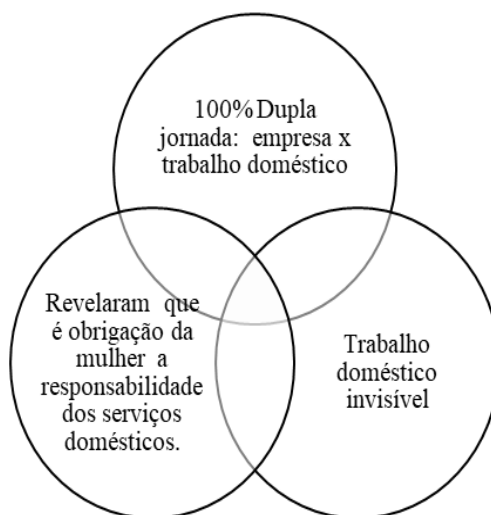 100% Dupla
jornada: empresa x
trabalho doméstico
Revelaram que
é obrigação da
mulher a
responsabilidade
dos serviços
domésticos.
Trabalho
doméstico
invisível